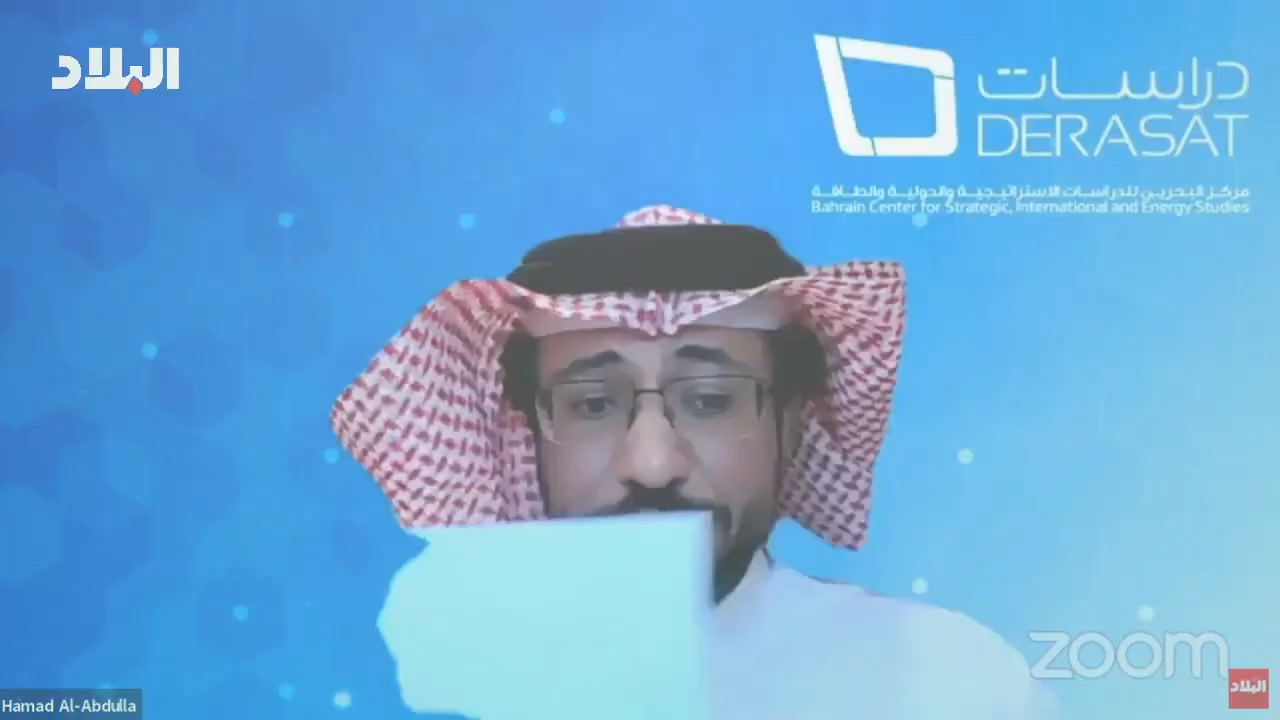 البلاد
دراسات
DERASAT
مركز البحرين للدراسات الاستراتيجية والدولية والطاقة
Bahrain Center for Strategic, International and Energy Studies
zoom
البلاد
Hamad Al-Abdulla